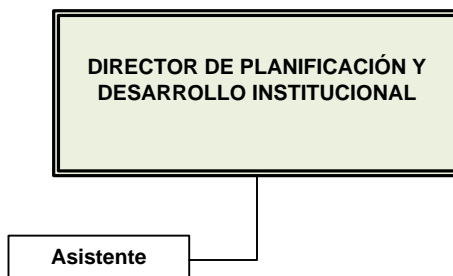 DIRECTOR DE PLANIFICACIÓN Y
DESARROLLO INSTITUCIONAL
Asistente